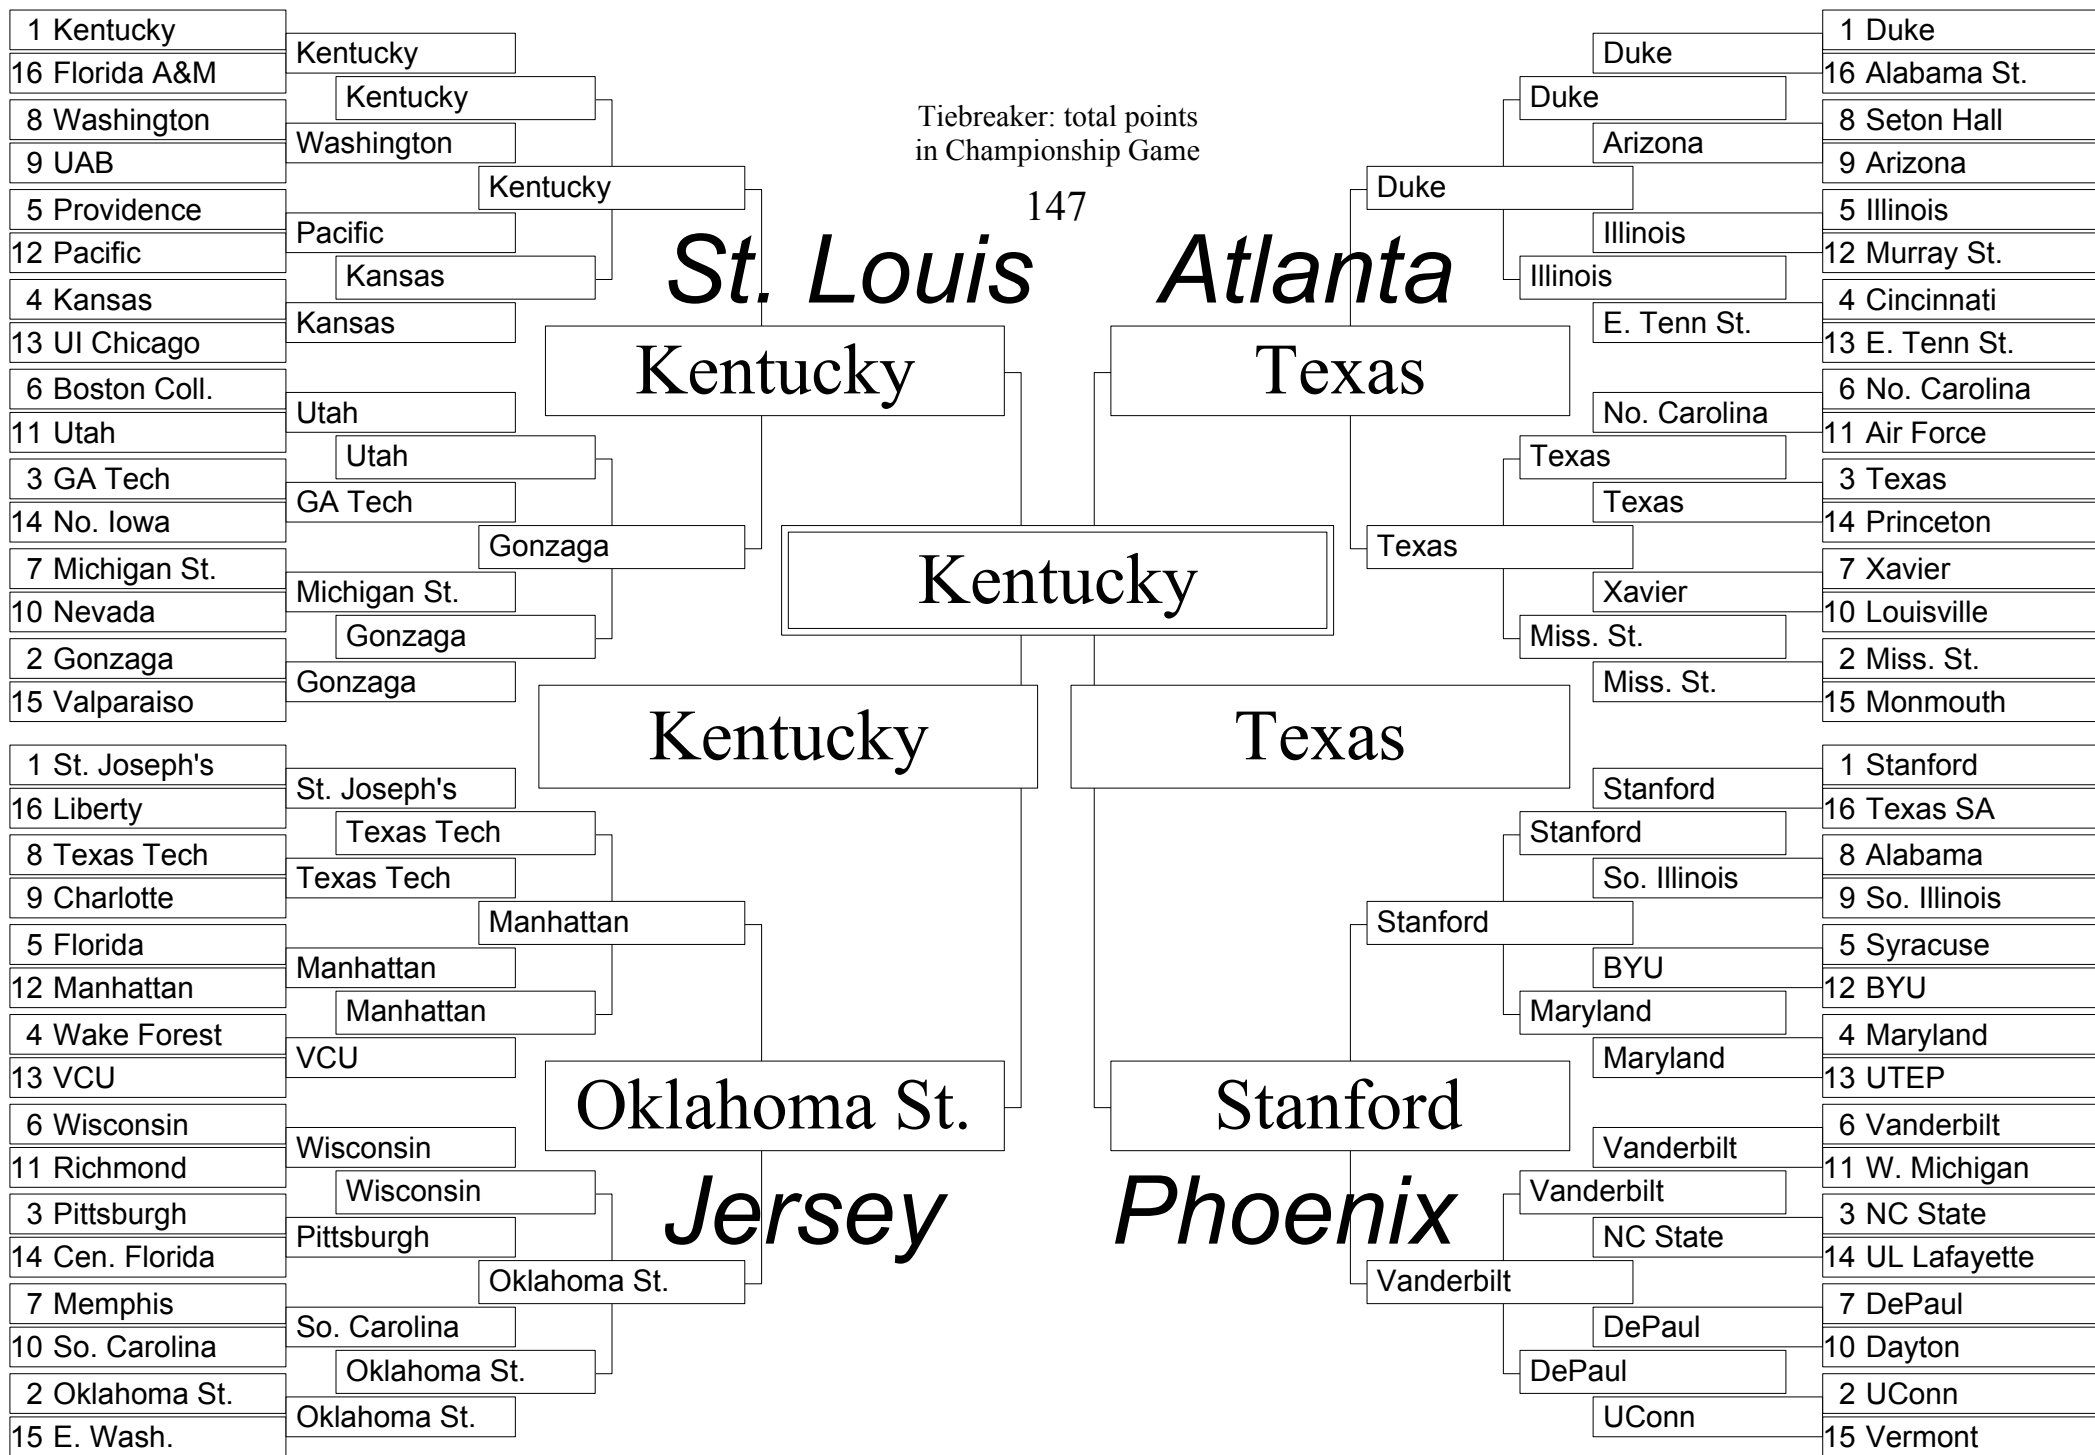 1 Kentucky
16 Florida A&M
8 Washington
9 UAB
5 Providence
12 Pacific
4 Kansas
13 UI Chicago
6 Boston Coll.
11 Utah
3 GA Tech
14 No. Iowa
7 Michigan St.
10 Nevada
2 Gonzaga
15 Valparaiso
Kentucky
Washington
Pacific
Kansas
Utah
GA Tech
Michigan St.
Gonzaga
Kentucky
Kansas
Utah
Gonzaga
Kentucky
Gonzaga
St. Louis
Kentucky
1 St. Joseph's
16 Liberty
8 Texas Tech
9 Charlotte
5 Florida
12 Manhattan
4 Wake Forest
13 VCU
6 Wisconsin
11 Richmond
3 Pittsburgh
14 Cen. Florida
7 Memphis
10 So. Carolina
2 Oklahoma St.
15 E. Wash.
St. Joseph's
Texas Tech
Manhattan
VCU
Wisconsin
Pittsburgh
So. Carolina
Oklahoma St.
Texas Tech
Manhattan
Wisconsin
Oklahoma St.
Manhattan
Oklahoma St.
Oklahoma St.
Jersey
Tiebreaker: total points
in Championship Game
147
Kentucky
Kentucky
Texas
Atlanta
Texas
Duke
Texas
Duke
Illinois
Texas
Miss. St.
Duke
Arizona
Illinois
E. Tenn St.
No. Carolina
Texas
Xavier
Miss. St.
1 Duke
16 Alabama St.
8 Seton Hall
9 Arizona
5 Illinois
12 Murray St.
4 Cincinnati
13 E. Tenn St.
6 No. Carolina
11 Air Force
3 Texas
14 Princeton
7 Xavier
10 Louisville
2 Miss. St.
15 Monmouth
Stanford
Phoenix
Stanford
Vanderbilt
Stanford
Maryland
Vanderbilt
DePaul
Stanford
So. Illinois
BYU
Maryland
Vanderbilt
NC State
DePaul
UConn
1 Stanford
16 Texas SA
8 Alabama
9 So. Illinois
5 Syracuse
12 BYU
4 Maryland
13 UTEP
6 Vanderbilt
11 W. Michigan
3 NC State
14 UL Lafayette
7 DePaul
10 Dayton
2 UConn
15 Vermont